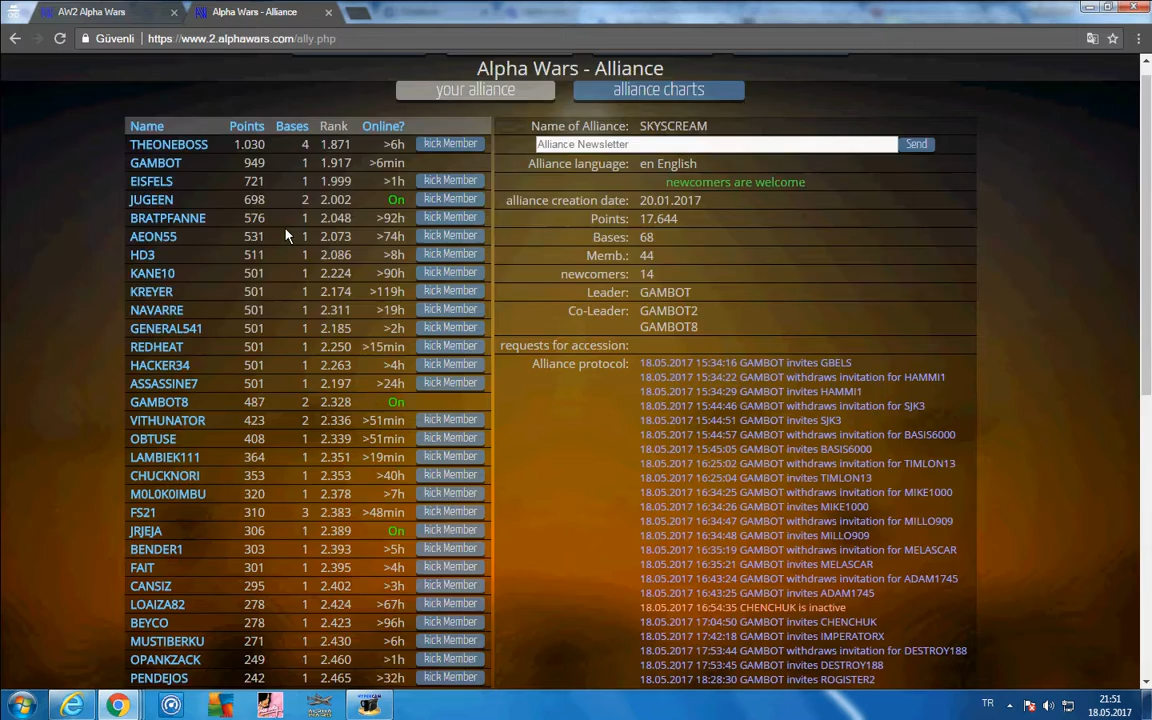 AW2 Alpha Wars
Alpha Wars - Alliance
Güvenli https://www.2.alphawars.com/ally.php
Alpha Wars - Alliance
your alliance alliance charts
Name Points Bases Rank Online?
THEONEBOSS 1.030 4 1.871 >6h kick Member
GAMBOT 949 1 1.917 >6min
EISFELS 721 1 1.999 >1h kick Member
JUGEEN 698 2 2.002 On kick Member
BRATPFANNE 576 1 2.048 >92h kick Member
AEON55 531 1 2.073 >74h kick Member
HD3 511 1 2.086 >8h kick Member
KANE10 501 1 2.224 >90h kick Member
KREYER 501 1 2.174 >119h kick Member
NAVARRE 501 1 2.311 >19h kick Member
GENERAL541 501 1 2.185 >2h kick Member
REDHEAT 501 1 2.250 >15min kick Member
HACKER34 501 1 2.263 >4h kick Member
ASSASSINE7 501 1 2.197 >24h kick Member
GAMBOT8 487 2 2.328 On
VITHUNATOR 423 2 2.336 >51min kick Member
OBTUSE 408 1 2.339 >51min kick Member
LAMBIEK111 364 1 2.351 >19min kick Member
CHUCKNORI 353 1 2.353 >40h kick Member
M0L0K0IMBU 320 1 2.378 >7h kick Member
FS21 310 3 2.383 >48min kick Member
JRJEJA 306 1 2.389 On kick Member
BENDER1 303 1 2.393 >5h kick Member
FAIT 301 1 2.395 >4h kick Member
CANSIZ 295 1 2.402 >3h kick Member
LOAIZA82 278 1 2.424 >67h kick Member
BEYCO 278 1 2.423 >96h kick Member
MUSTIBERKU 271 1 2.430 >6h kick Member
OPANKZACK 249 1 2.460 >1h kick Member
PENDEJOS 242 1 2.465 >32h kick Member
Name of Alliance: SKYSCREAM
Alliance Newsletter Send
Alliance language: en English
newcomers are welcome
alliance creation date: 20.01.2017
Points: 17.644
Bases: 68
Memb.: 44
newcomers: 14
Leader: GAMBOT
Co-Leader: GAMBOT2
GAMBOT8
requests for accession:
Alliance protocol: 18.05.2017 15:34:16 GAMBOT invites GBELS
18.05.2017 15:34:22 GAMBOT withdraws invitation for HAMMI1
18.05.2017 15:34:29 GAMBOT invites HAMMI1
18.05.2017 15:44:46 GAMBOT withdraws invitation for SJK3
18.05.2017 15:44:51 GAMBOT invites SJK3
18.05.2017 15:44:57 GAMBOT withdraws invitation for BASIS6000
18.05.2017 15:45:05 GAMBOT invites BASIS6000
18.05.2017 16:25:02 GAMBOT withdraws invitation for TIMLON13
18.05.2017 16:25:04 GAMBOT invites TIMLON13
18.05.2017 16:34:25 GAMBOT withdraws invitation for MIKE1000
18.05.2017 16:34:26 GAMBOT invites MIKE1000
18.05.2017 16:34:47 GAMBOT withdraws invitation for MILLO909
18.05.2017 16:34:48 GAMBOT invites MILLO909
18.05.2017 16:35:19 GAMBOT withdraws invitation for MELASCAR
18.05.2017 16:35:21 GAMBOT invites MELASCAR
18.05.2017 16:43:24 GAMBOT withdraws invitation for ADAM1745
18.05.2017 16:43:25 GAMBOT invites ADAM1745
18.05.2017 16:54:35 CHENCHUK is inactive
18.05.2017 17:04:50 GAMBOT invites CHENCHUK
18.05.2017 17:42:18 GAMBOT invites IMPERATORX
18.05.2017 17:53:44 GAMBOT withdraws invitation for DESTROY188
18.05.2017 17:53:45 GAMBOT invites DESTROY188
18.05.2017 18:28:30 GAMBOT invites ROGISTER2
TR 21:51
18.05.2017